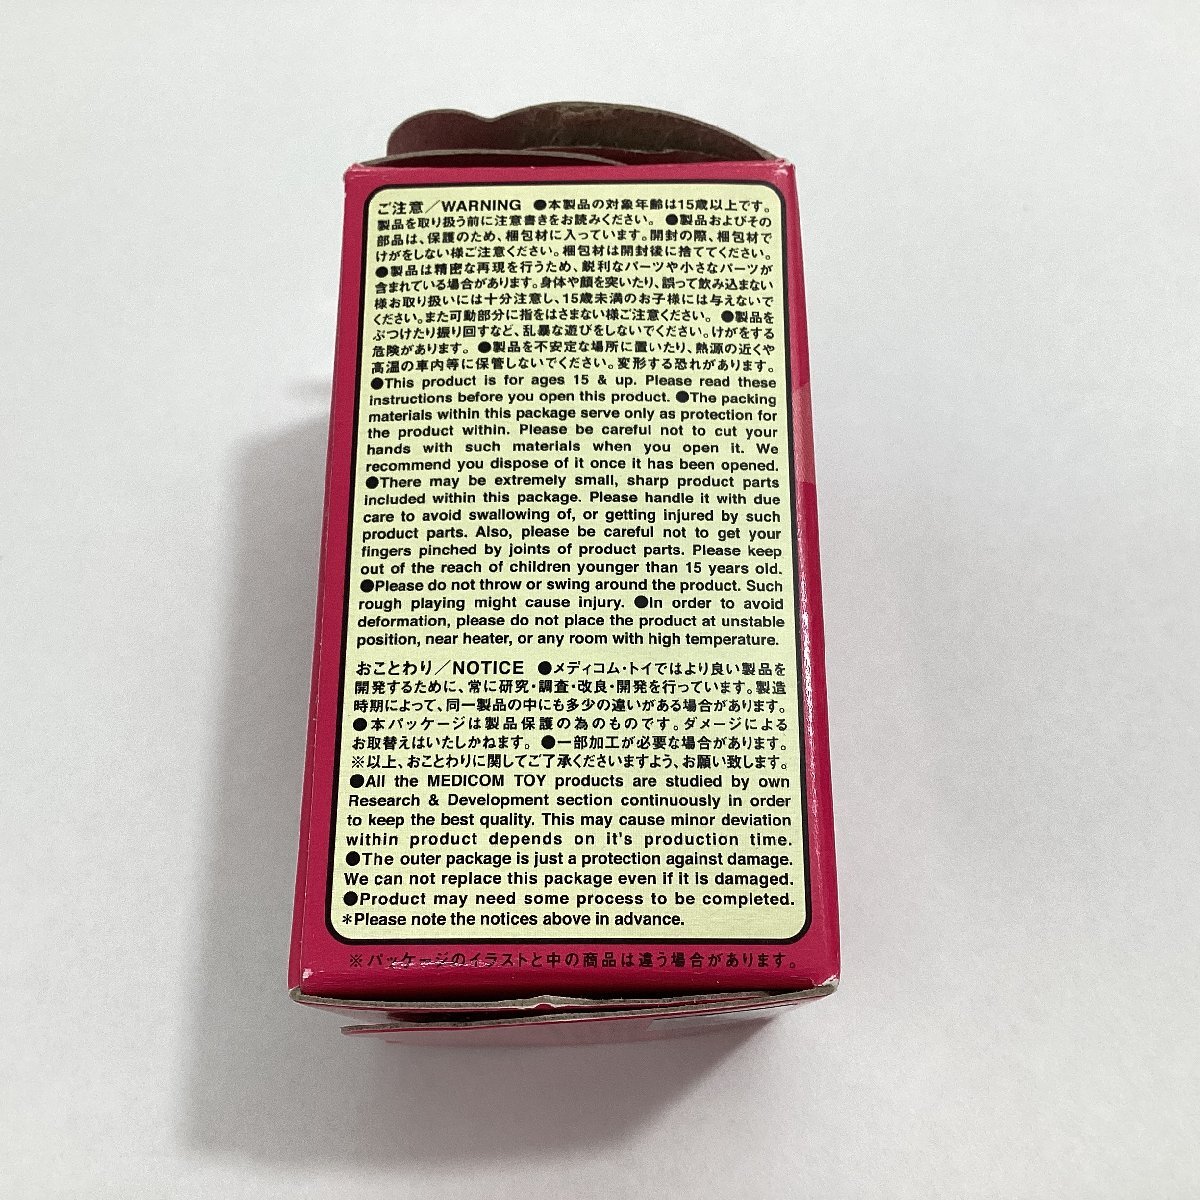 ご注意／WARNING ●本製品の対象年齢は15歳以上です。
製品を取り扱う前に注意書きをお読みください。 ●製品およびその
部品は、保護のため、梱包材に入っています。開封の際、梱包材で
けがをしない様ご注意ください。梱包材は開封後に捨ててください。
●製品は精密な再現を行うため、鋭利なパーツや小さなパーツが
含まれている場合があります。身体や顔を突いたり、誤って飲み込まない
様お取り扱いには十分注意し、15歳未満のお子様には与えないで
ください。また可動部分に指をはさまない様ご注意ください。 ●製品を
ぶつけたり振り回すなど、乱暴な遊びをしないでください。けがをする
危険があります。 ●製品を不安定な場所に置いたり、熱源の近くや
高温の車内等に保管しないでください。変形する恐れがあります。
●This product is for ages 15 & up. Please read these
instructions before you open this product. ●The packing
materials within this package serve only as protection for
the product within. Please be careful not to cut your
hands with such materials when you open it. We
recommend you dispose of it once it has been opened.
●There may be extremely small, sharp product parts
included within this package. Please handle it with due
care to avoid swallowing of, or getting injured by such
product parts. Also, please be careful not to get your
fingers pinched by joints of product parts. Please keep
out of the reach of children younger than 15 years old.
●Please do not throw or swing around the product. Such
rough playing might cause injury. ●In order to avoid
deformation, please do not place the product at unstable
position, near heater, or any room with high temperature.
おことわり／NOTICE ●メディコム・トイではより良い製品を
開発するために、常に研究・調査・改良・開発を行っています。製造
時期によって、同一製品の中にも多少の違いがある場合があります。
●本パッケージは製品保護の為のものです。ダメージによる
お取替えはいたしかねます。 ●一部加工が必要な場合があります。
※以上、おことわりに関してご了承くださいますよう、お願い致します。
●All the MEDICOM TOY products are studied by own
Research & Development section continuously in order
to keep the best quality. This may cause minor deviation
within product depends on it's production time.
●The outer package is just a protection against damage.
We can not replace this package even if it is damaged.
●Product may need some process to be completed.
*Please note the notices above in advance.
※パッケージのイラストと中の商品は違う場合があります。